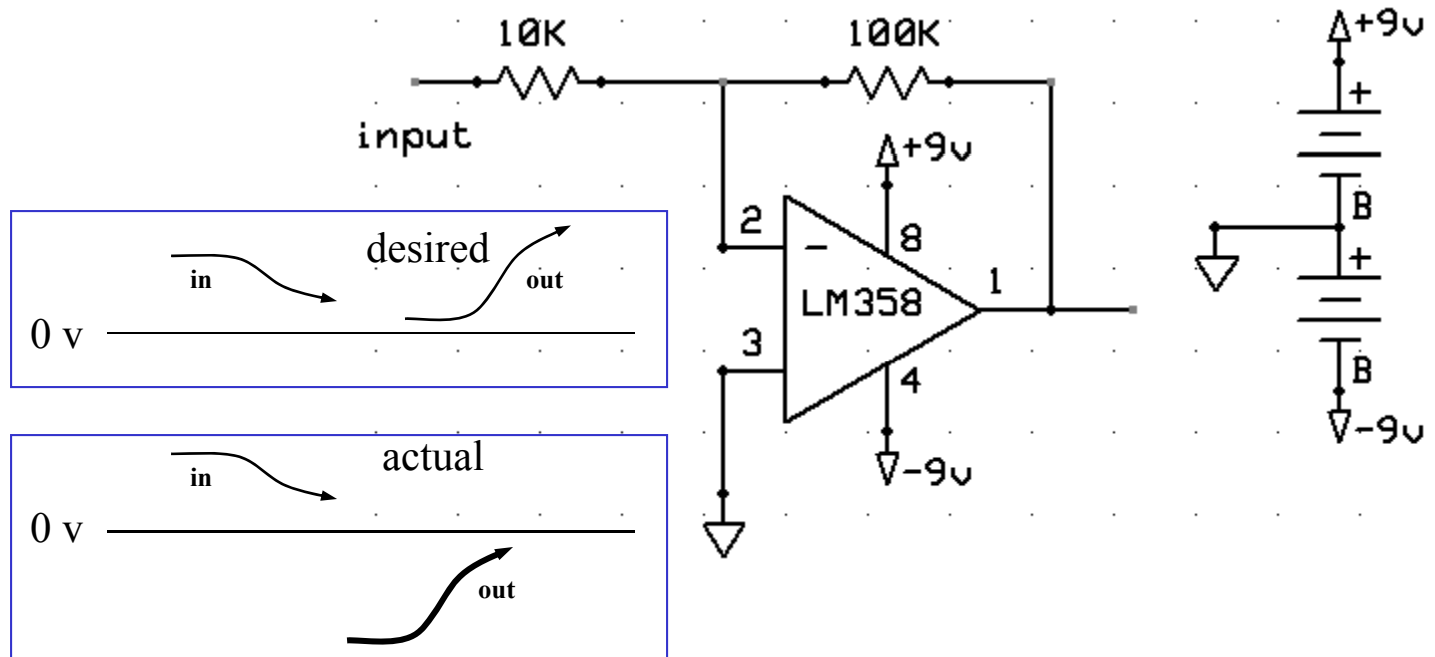 10K
100K
+9v
input
+
+9v
B
2
-
8
+
desired
in
out
1
LM358
0 v
3
4
B
actual
in
-9v
-9v
0 v
out